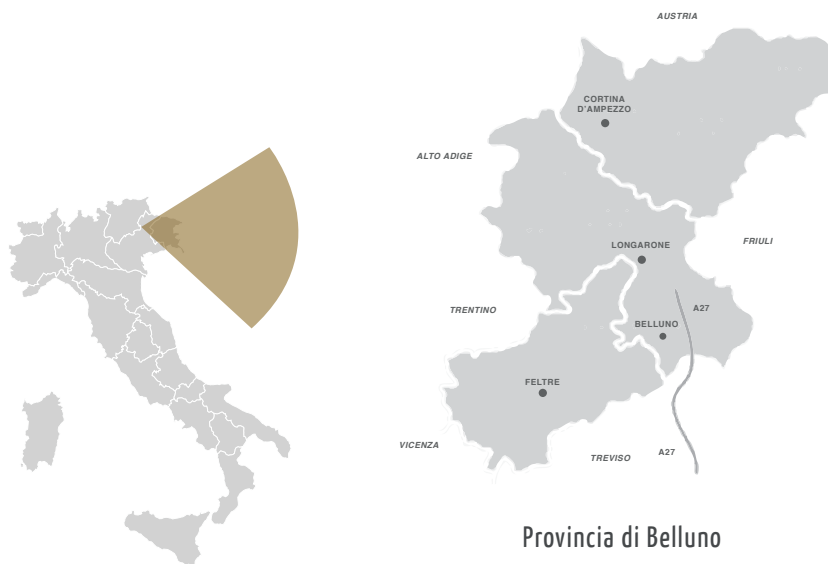 AUSTRIA
CORTINA
D'AMPEZZO
ALTO ADIGE
FRIULI
LONGARONE
TRENTINO
A27
BELLUNO
FELTRE
VICENZA
TREVISO
A27
Provincia di Belluno